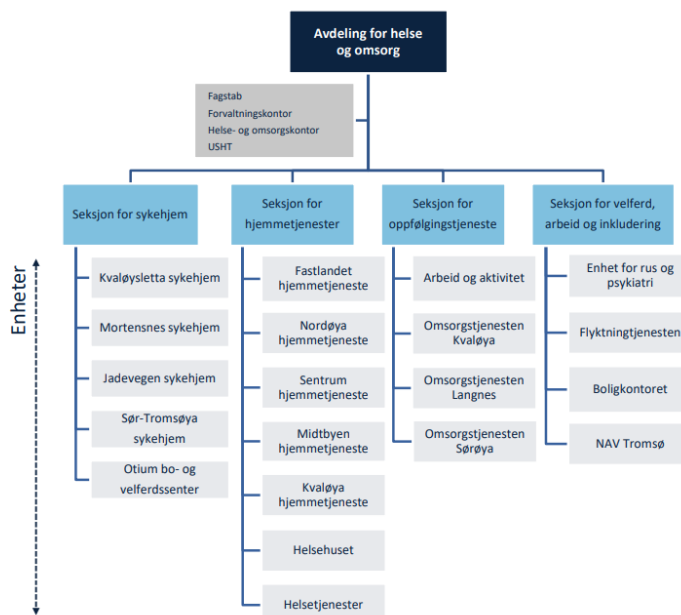 Avdeling for helse
og omsorg
Fagstab
Forvaltningskontor
Helse- og omsorgskontor
USHT
Seksjon for sykehjem
Seksjon for
hjemmetjenester
Seksjon for
oppfølgingstjeneste
Seksjon for velferd,
arbeid og inkludering
Enheter
Kvaløysletta sykehjem
Mortensnes sykehjem
Jadevegen sykehjem
Sør-Tromsøya
sykehjem
Otium bo- og
velferdssenter
Fastlandet
hjemmetjeneste
Nordøya
hjemmetjeneste
Sentrum
hjemmetjeneste
Midtbyen
hjemmetjeneste
Kvaløya
hjemmetjeneste
Helsehuset
Helsetjenester
Arbeid og aktivitet
Omsorgstjenesten
Kvaløya
Omsorgstjenesten
Langnes
Omsorgstjenesten
Sørøya
Enhet for rus og
psykiatri
Flyktningtjenesten
Boligkontoret
NAV Tromsø